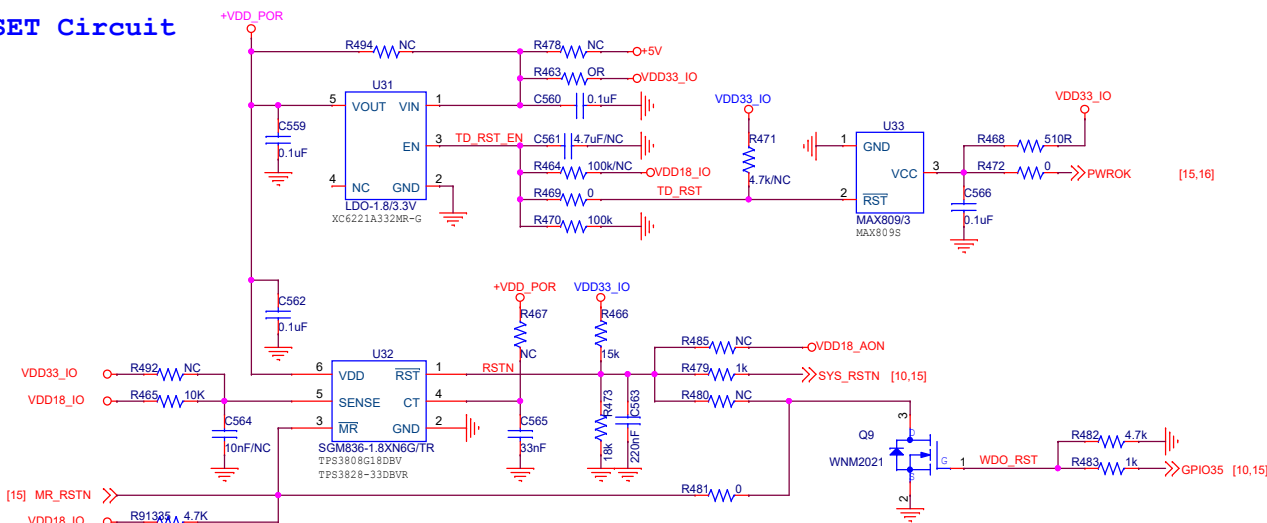 SET Circuit
+VDD_POR
R494 NC
R478 NC
+5V
R463 OR
VDD33_IO
U31
5 VOUT VIN 1
C560 0.1uF
C559
0.1uF
EN 3
TD_RST_EN
C561 4.7uF/NC
R464 100k/NC
VDD18_IO
4 NC GND 2
R469 0
TD_RST
LDO-1.8/3.3V
XC6221A332MR-G
R470 100k
VDD33_IO
R471
4.7k/NC
U33
1 GND
VCC 3
2 RST
MAX809/3
MAX809S
VDD33_IO
R468 510R
R472 0
PWROK [15,16]
C566
0.1uF
C562
0.1uF
+VDD_POR
R467
NC
VDD33_IO
R466
15k
U32
6 VDD RST 1
RSTN
5 SENSE CT 4
3 MR GND 2
SGM836-1.8XN6G/TR
TPS3808G18DBV
TPS3828-33DBVR
VDD33_IO
R492 NC
VDD18_IO
R465 10K
C564
10nF/NC
C565
33nF
R473
18k
C563
220nF
R485 NC
VDD18_AON
R479 1k
SYS_RSTN [10,15]
R480 NC
3
D
Q9
WNM2021
G
S
1
2
WDO_RST
R482 4.7k
R483 1k
GPIO35 [10,15]
[15] MR_RSTN
R481 0
VDD18_IO
R91335 4.7K